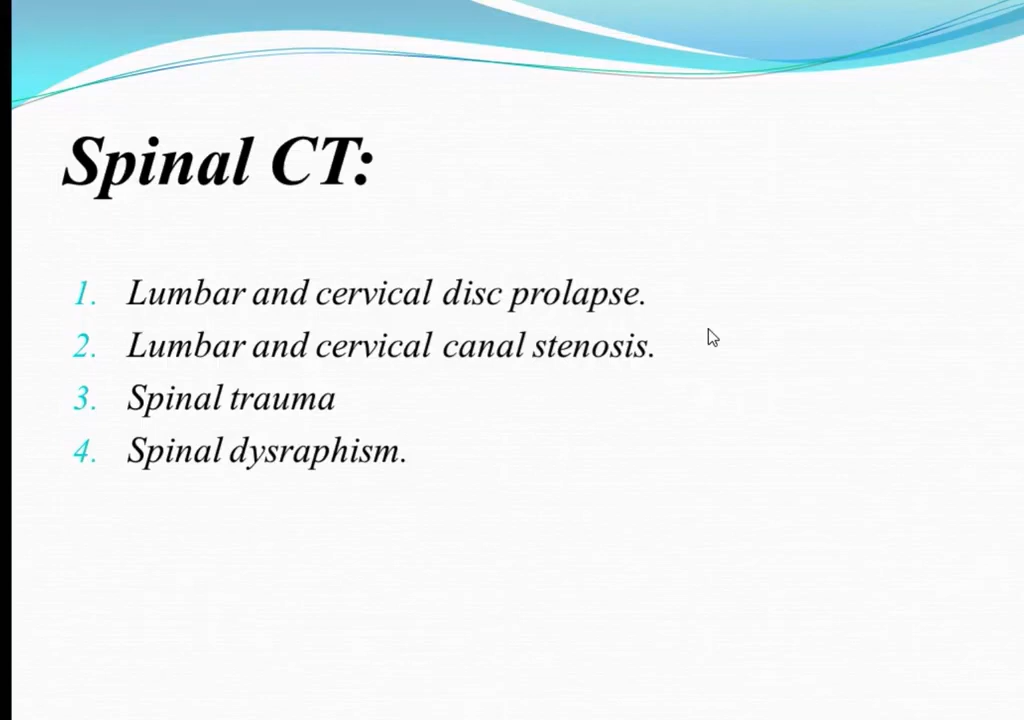 Spinal CT:
1. Lumbar and cervical disc prolapse.
2. Lumbar and cervical canal stenosis.
3. Spinal trauma
4. Spinal dysraphism.